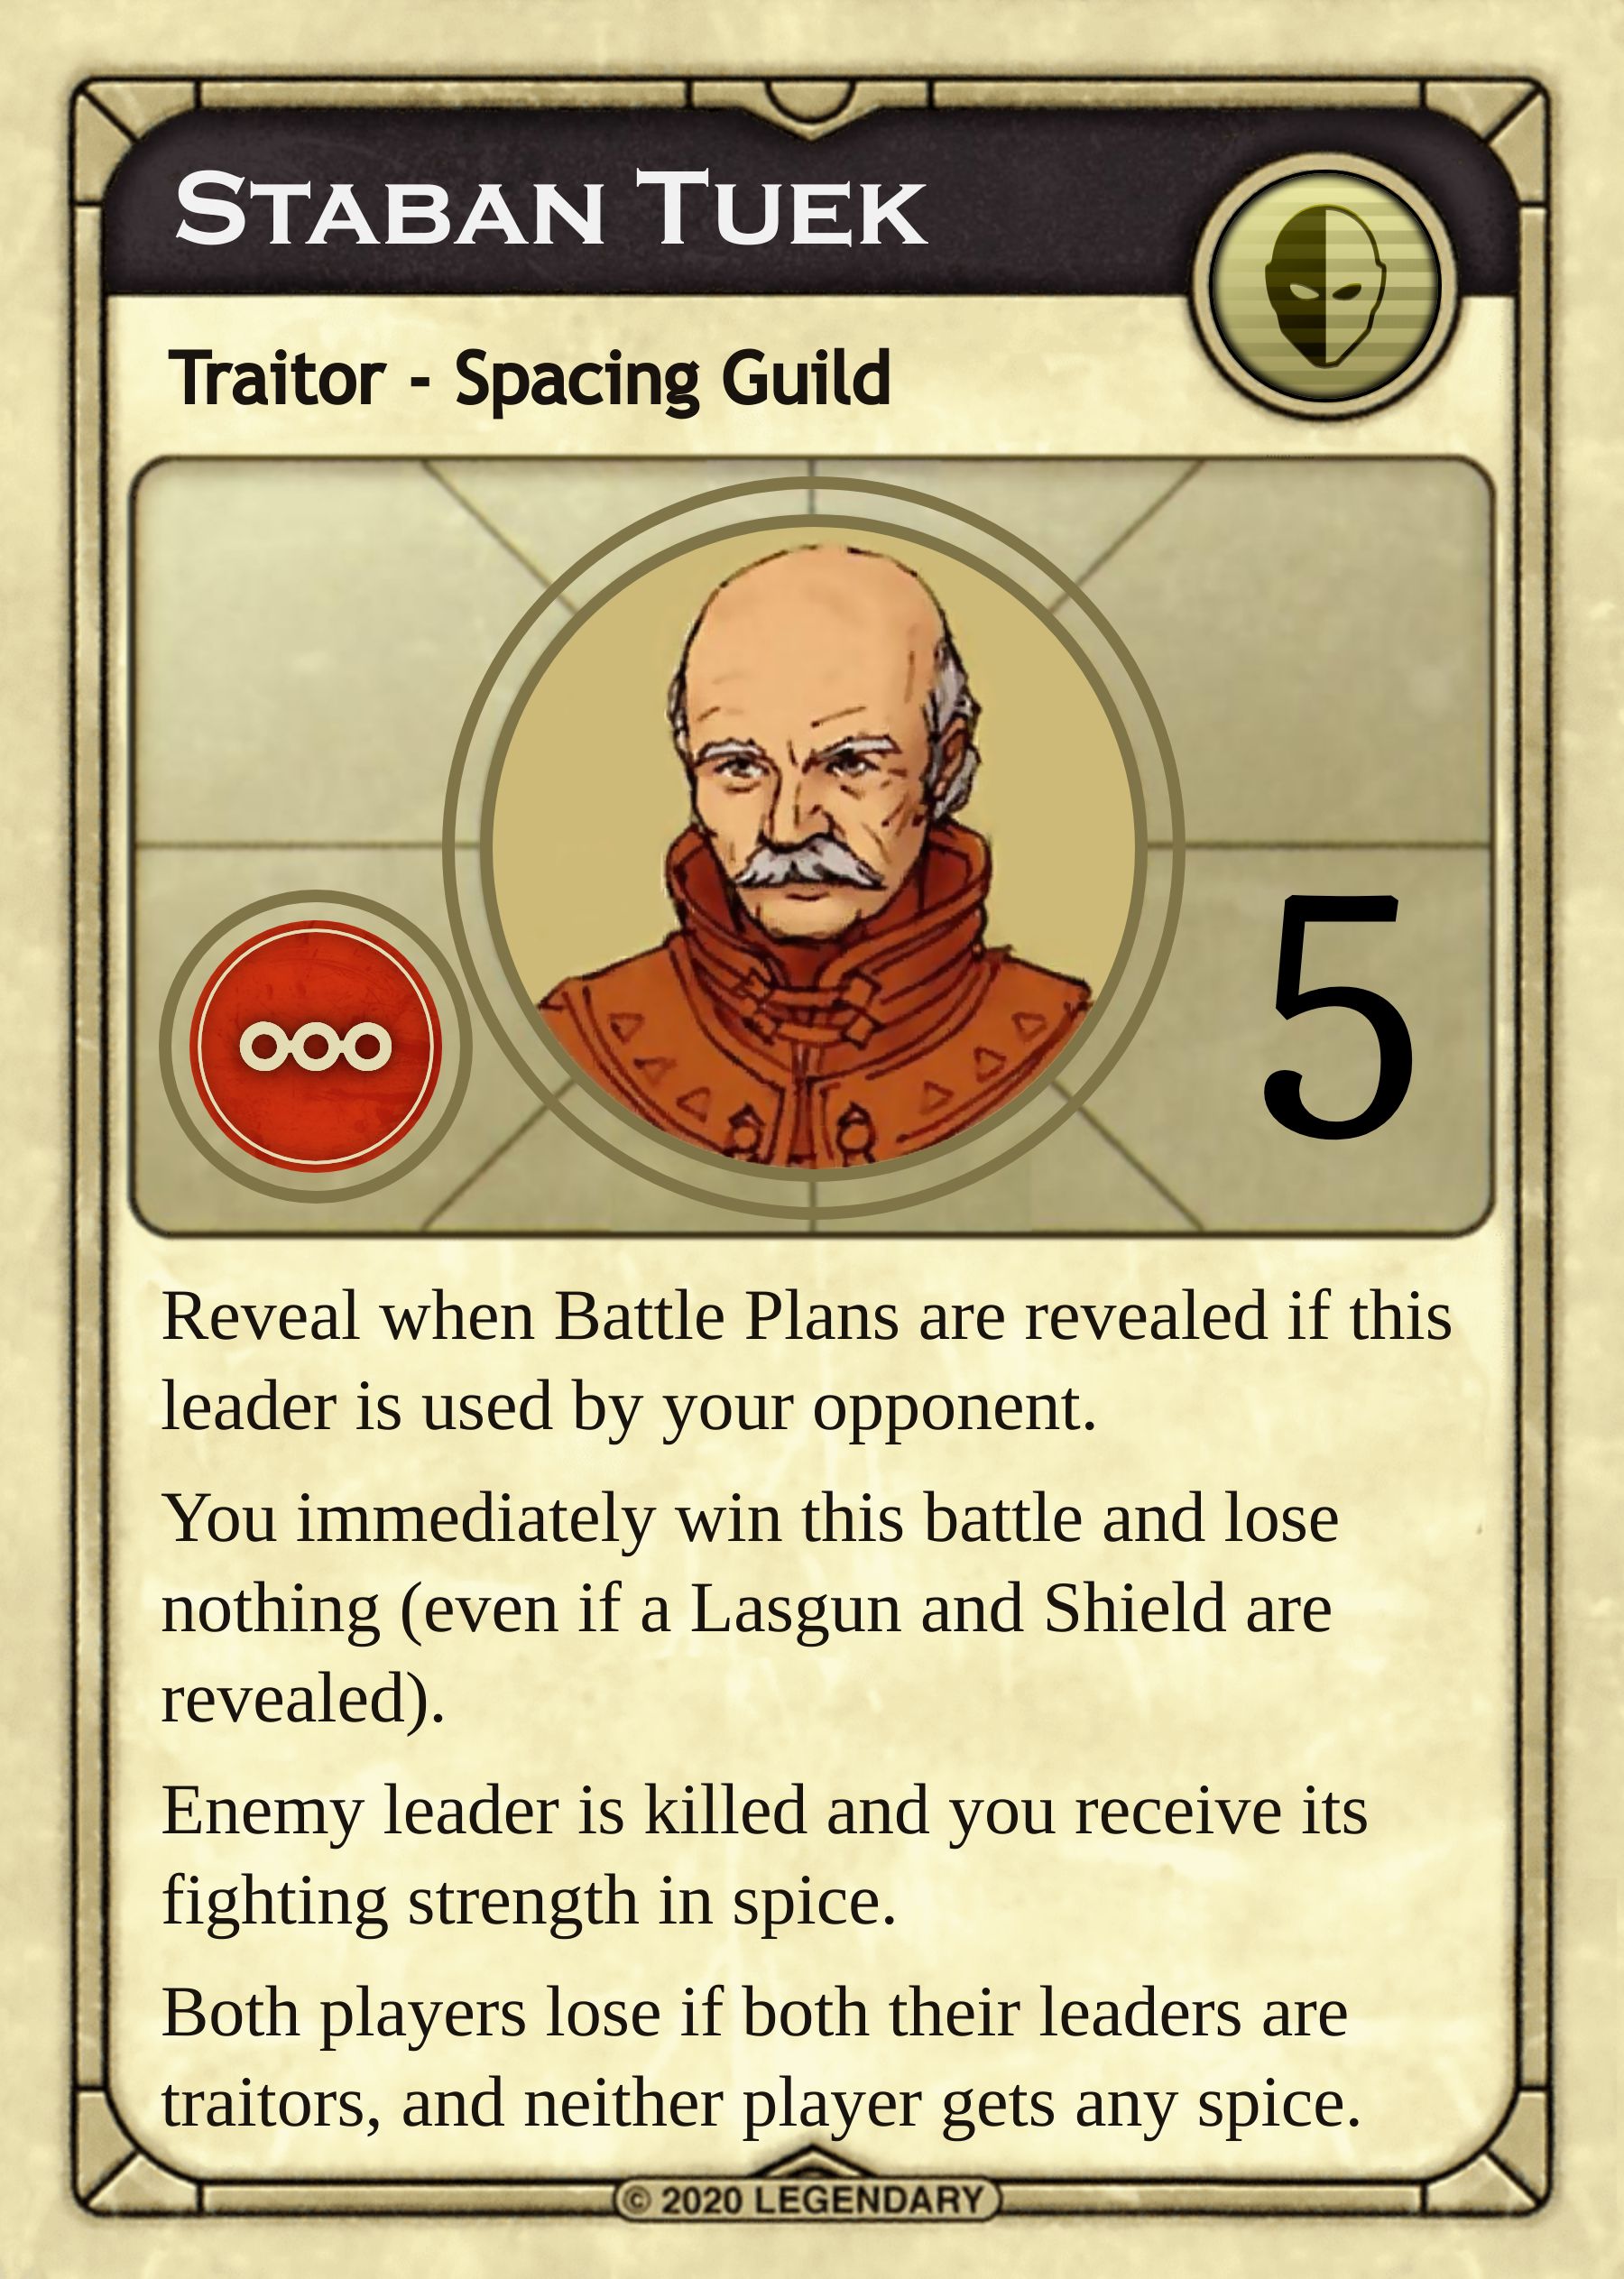 STABAN TUEK
Traitor - Spacing Guild
5
Reveal when Battle Plans are revealed if this
leader is used by your opponent.
You immediately win this battle and lose
nothing (even if a Lasgun and Shield are
revealed).
Enemy leader is killed and you receive its
fighting strength in spice.
Both players lose if both their leaders are
traitors, and neither player gets any spice.
© 2020 LEGENDARY